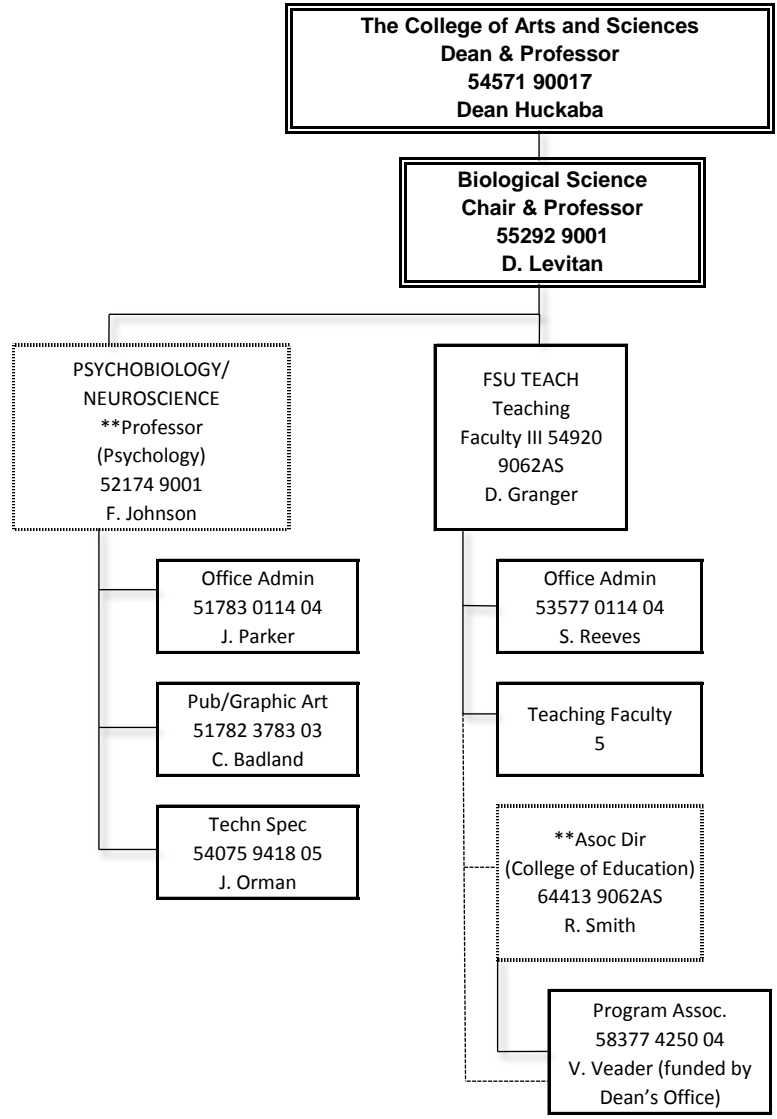 The College of Arts and Sciences
Dean & Professor
54571 90017
Dean Huckaba
Biological Science
Chair & Professor
55292 9001
D. Levitan
PSYCHOBIOLOGY/
NEUROSCIENCE
**Professor
(Psychology)
52174 9001
F. Johnson
Office Admin
51783 0114 04
J. Parker
Pub/Graphic Art
51782 3783 03
C. Badland
Techn Spec
54075 9418 05
J. Orman
FSU TEACH
Teaching
Faculty III 54920
9062AS
D. Granger
Office Admin
53577 0114 04
S. Reeves
Teaching Faculty
5
**Asoc Dir
(College of Education)
64413 9062AS
R. Smith
Program Assoc.
58377 4250 04
V. Veader (funded by
Dean’s Office)